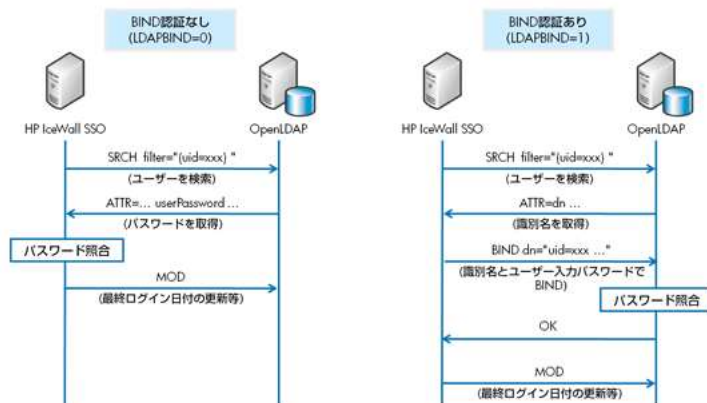 BIND認証なし
(LDAPBIND=0)
HP IceWall SSO
OpenLDAP
SRCH filter="(uid=xxx) "
(ユーザーを検索)
ATTR=... userPassword ...
(パスワードを取得)
パスワード照合
MOD
(最終ログイン日付の更新等)
BIND認証あり
(LDAPBIND=1)
HP IceWall SSO
OpenLDAP
SRCH filter="(uid=xxx) "
(ユーザーを検索)
ATTR=dn ...
(識別名を取得)
BIND dn="uid=xxx ..."
(識別名とユーザー入力パスワードで
BIND)
パスワード照合
OK
MOD
(最終ログイン日付の更新等)